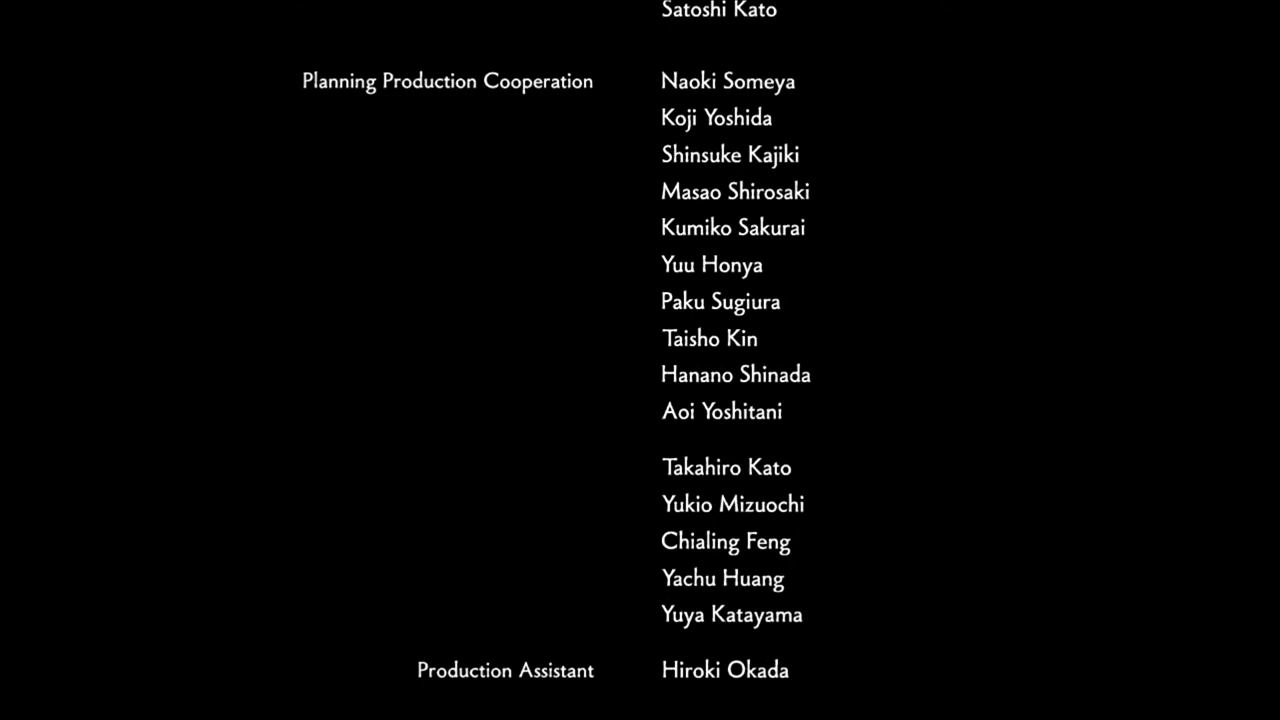 Satoshi Kato
Planning Production Cooperation Naoki Someya
Koji Yoshida
Shinsuke Kajiki
Masao Shirosaki
Kumiko Sakurai
Yuu Honya
Paku Sugiura
Taisho Kin
Hanano Shinada
Aoi Yoshitani
Takahiro Kato
Yukio Mizuochi
Chialing Feng
Yachu Huang
Yuya Katayama
Production Assistant Hiroki Okada